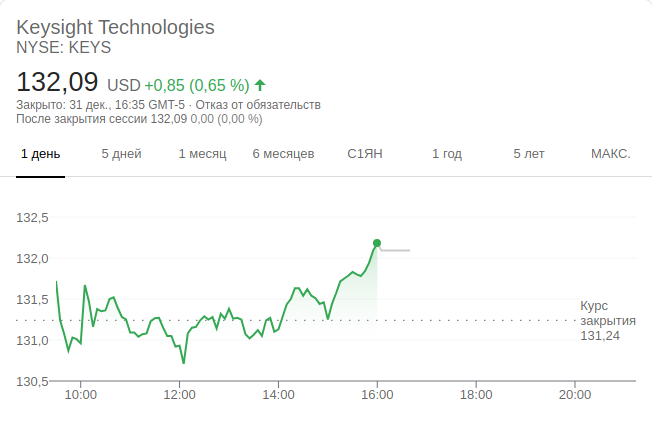 Keysight Technologies
NYSE: KEYS
132,09 USD +0,85 (0,65 %)
Закрыто: 31 дек., 16:35 GMT-5 · Отказ от обязательств
После закрытия сессии 132,09 0,00 (0,00 %)
1 день 5 дней 1 месяц 6 месяцев С1ЯН 1 год 5 лет МАКС.
132,5
132,0
131,5
Курс
закрытия
131,24
131,0
130,5
10:00 12:00 14:00 16:00 18:00 20:00